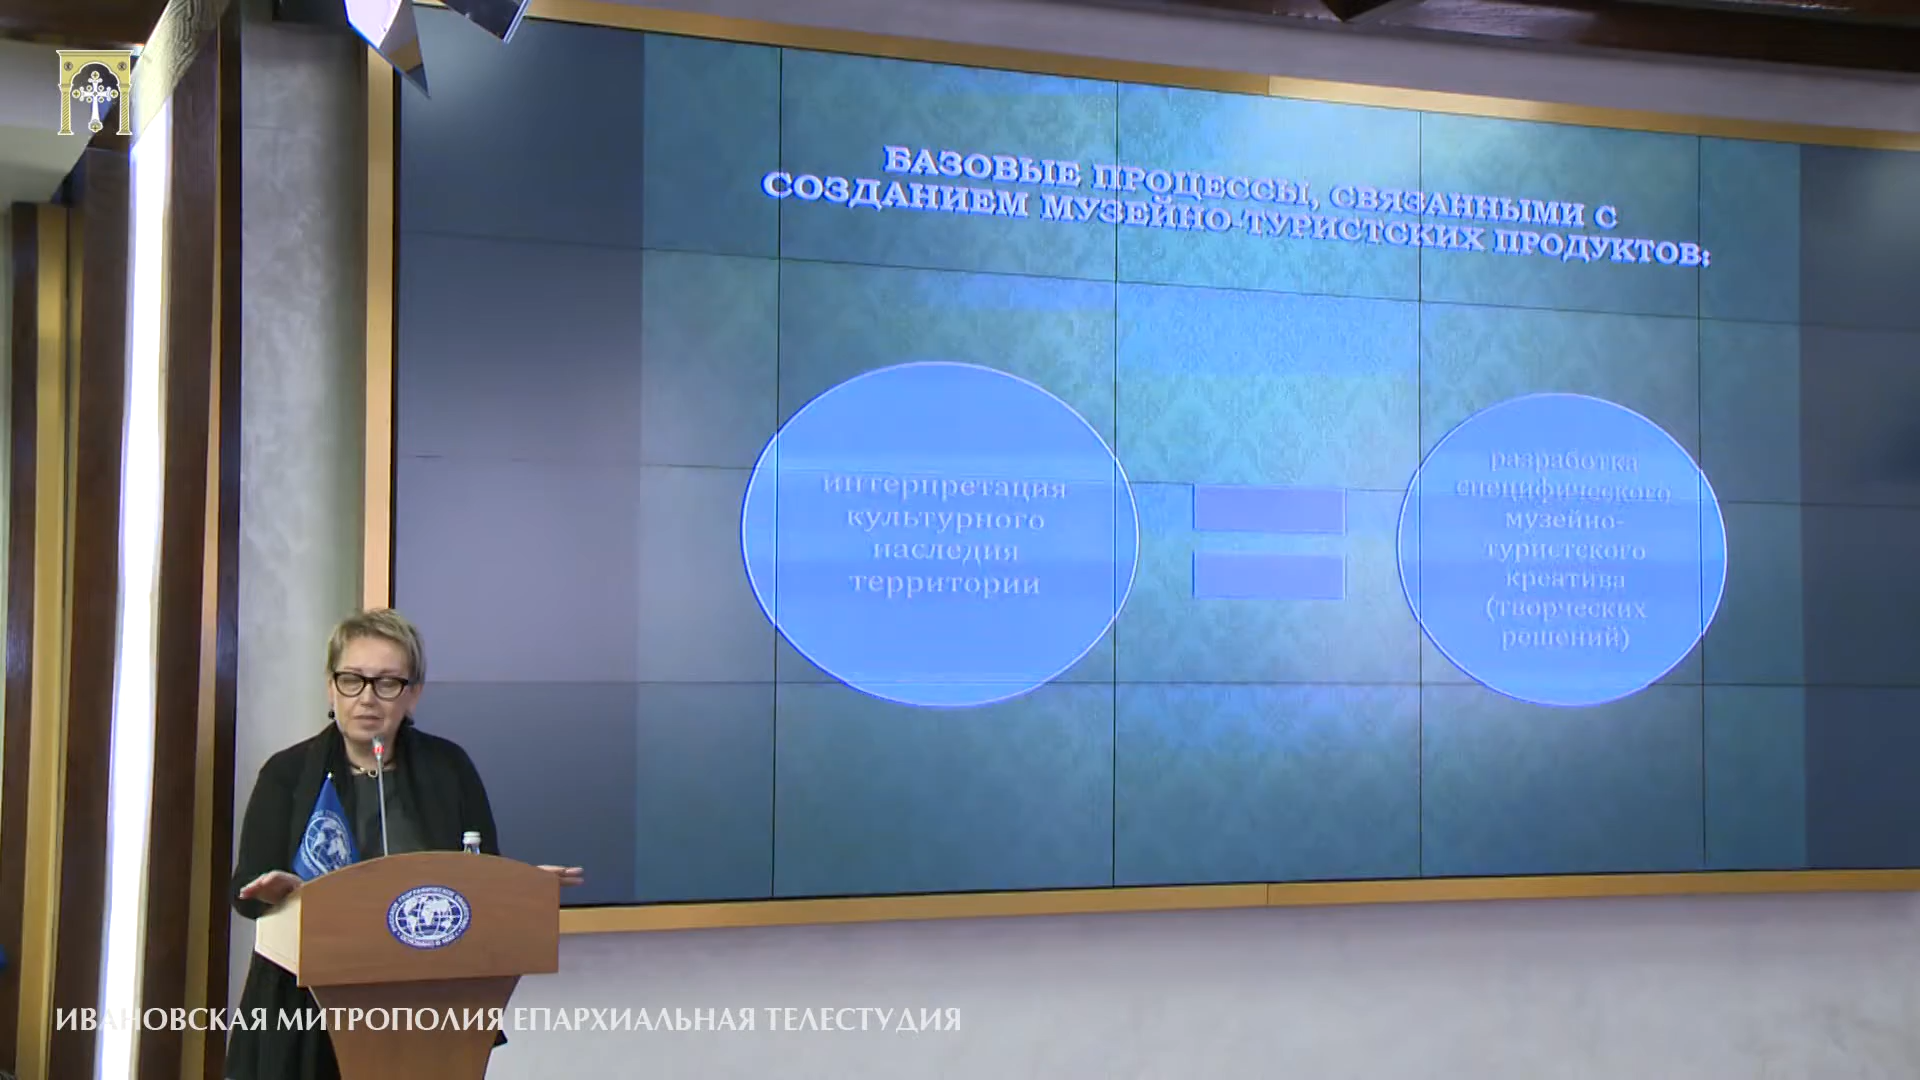 БАЗОВЫЕ ПРОЦЕССЫ, СВЯЗАННЫМИ С
СОЗДАНИЕМ МУЗЕЙНО-ТУРИСТСКИХ ПРОДУКТОВ:
интерпретация
культурного
наследия
территории
разработка
специфического
музейно-
туристского
креатива
(творческих
решений)
ИВАНОВСКАЯ МИТРОПОЛИЯ ЕПАРХИАЛЬНАЯ ТЕЛЕСТУДИЯ